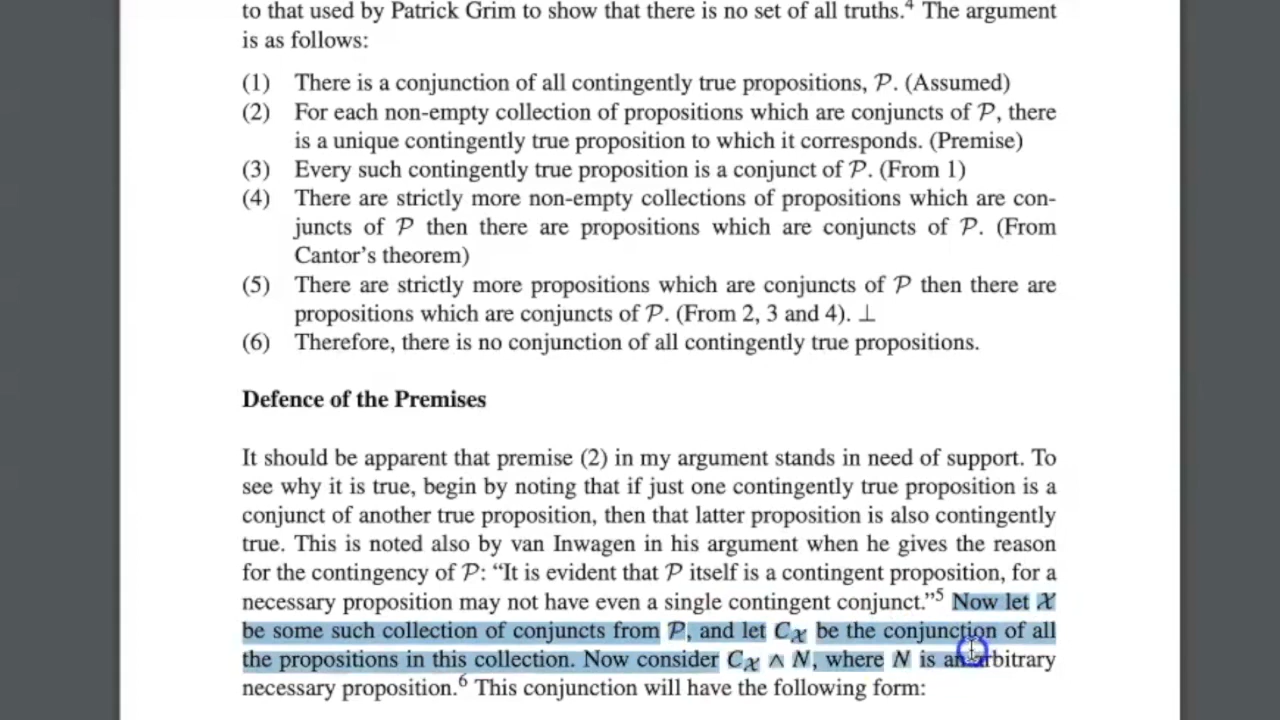 to that used by Patrick Grim to show that there is no set of all truths.⁴ The argument
is as follows:
(1) There is a conjunction of all contingently true propositions, 𝒫. (Assumed)
(2) For each non-empty collection of propositions which are conjuncts of 𝒫, there
is a unique contingently true proposition to which it corresponds. (Premise)
(3) Every such contingently true proposition is a conjunct of 𝒫. (From 1)
(4) There are strictly more non-empty collections of propositions which are con-
juncts of 𝒫 then there are propositions which are conjuncts of 𝒫. (From
Cantor’s theorem)
(5) There are strictly more propositions which are conjuncts of 𝒫 then there are
propositions which are conjuncts of 𝒫. (From 2, 3 and 4). ⊥
(6) Therefore, there is no conjunction of all contingently true propositions.
Defence of the Premises
It should be apparent that premise (2) in my argument stands in need of support. To
see why it is true, begin by noting that if just one contingently true proposition is a
conjunct of another true proposition, then that latter proposition is also contingently
true. This is noted also by van Inwagen in his argument when he gives the reason
for the contingency of 𝒫: “It is evident that 𝒫 itself is a contingent proposition, for a
necessary proposition may not have even a single contingent conjunct.”⁵ Now let 𝒳
be some such collection of conjuncts from 𝒫, and let C𝒳 be the conjunction of all
the propositions in this collection. Now consider C𝒳 ∧ N, where N is an arbitrary
necessary proposition.⁶ This conjunction will have the following form: